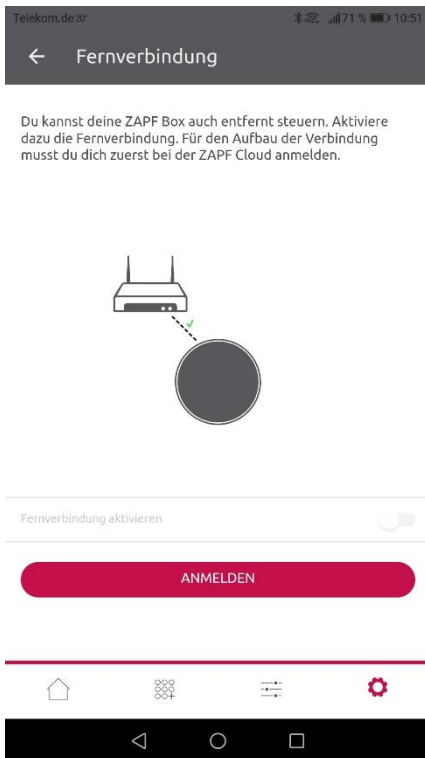 Telekom.de 20° 71 % 10:51
Fernverbindung
Du kannst deine ZAPF Box auch entfernt steuern. Aktiviere
dazu die Fernverbindung. Für den Aufbau der Verbindung
musst du dich zuerst bei der ZAPF Cloud anmelden.
Fernverbindung aktivieren
ANMELDEN